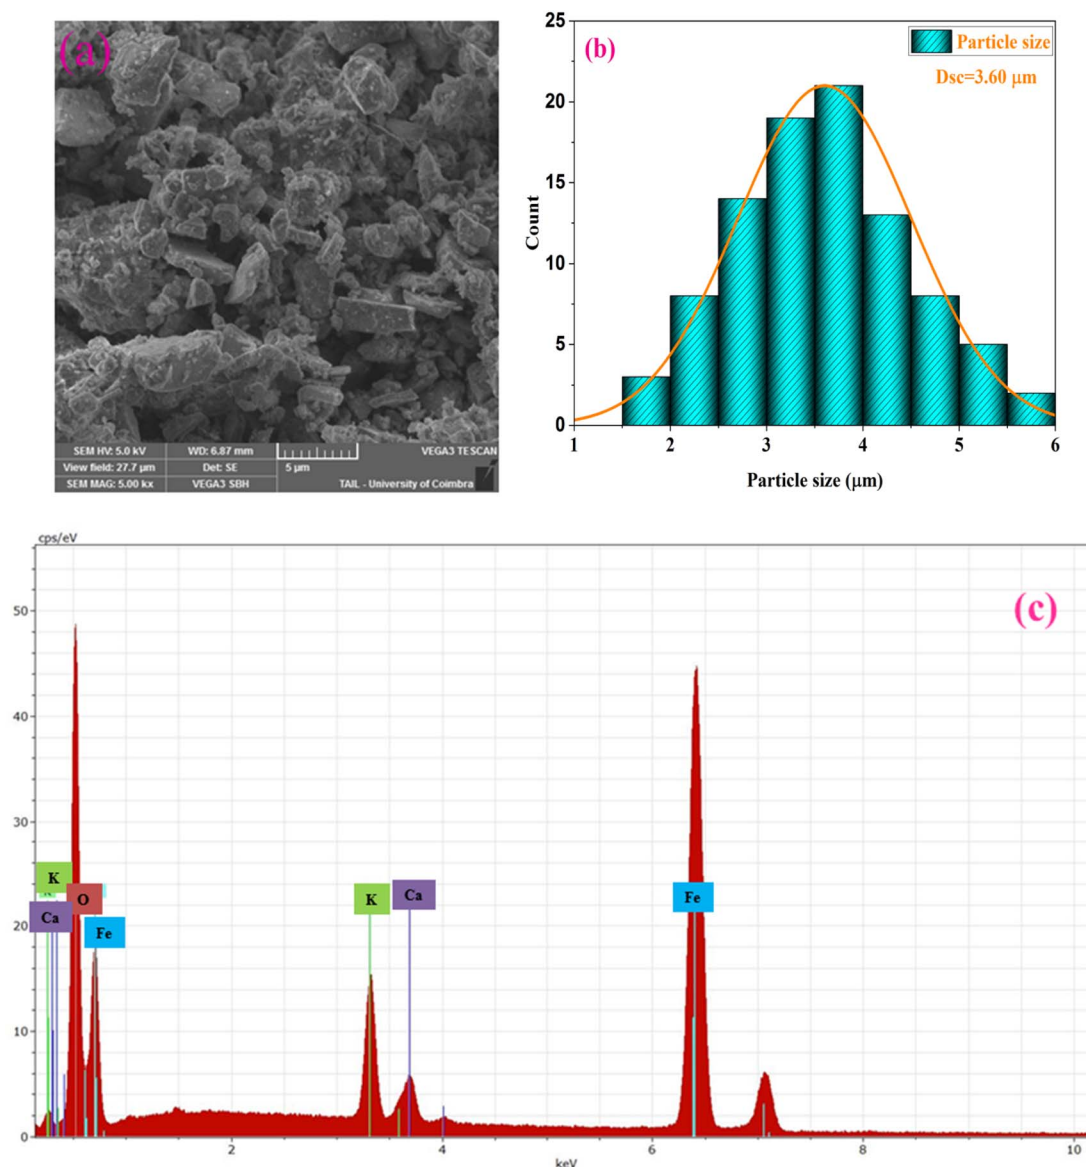 (a)
SEM HV: 5.0 kV
WD: 6.87 mm
VEGA3 TESCAN
View field: 27.7 µm
Det: SE
5 µm
SEM MAG: 5.00 kx
VEGA3 SBH
TAIL - University of Coimbra
(b)
Particle size
Dsc=3.60 μm
25
20
15
10
5
0
Count
1
2
3
4
5
6
Particle size (μm)
cps/eV
(c)
50
40
30
20
10
0
K
Ca
O
Fe
K
Ca
Fe
2
4
6
8
10
keV